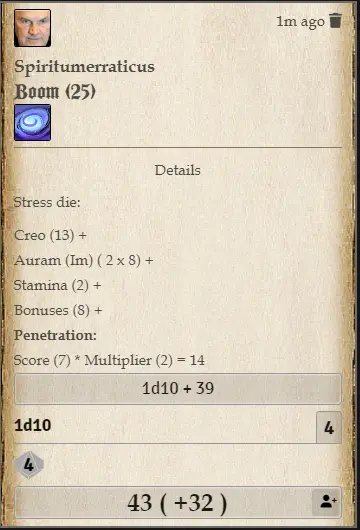 1m ago
Spiritumerraticus
Boom (25)
Details
Stress die:
Creo (13) +
Auram (Im) ( 2 x 8) +
Stamina (2) +
Bonuses (8) +
Penetration:
Score (7) * Multiplier (2) = 14
1d10 + 39
1d10 4
4
43 ( +32 )